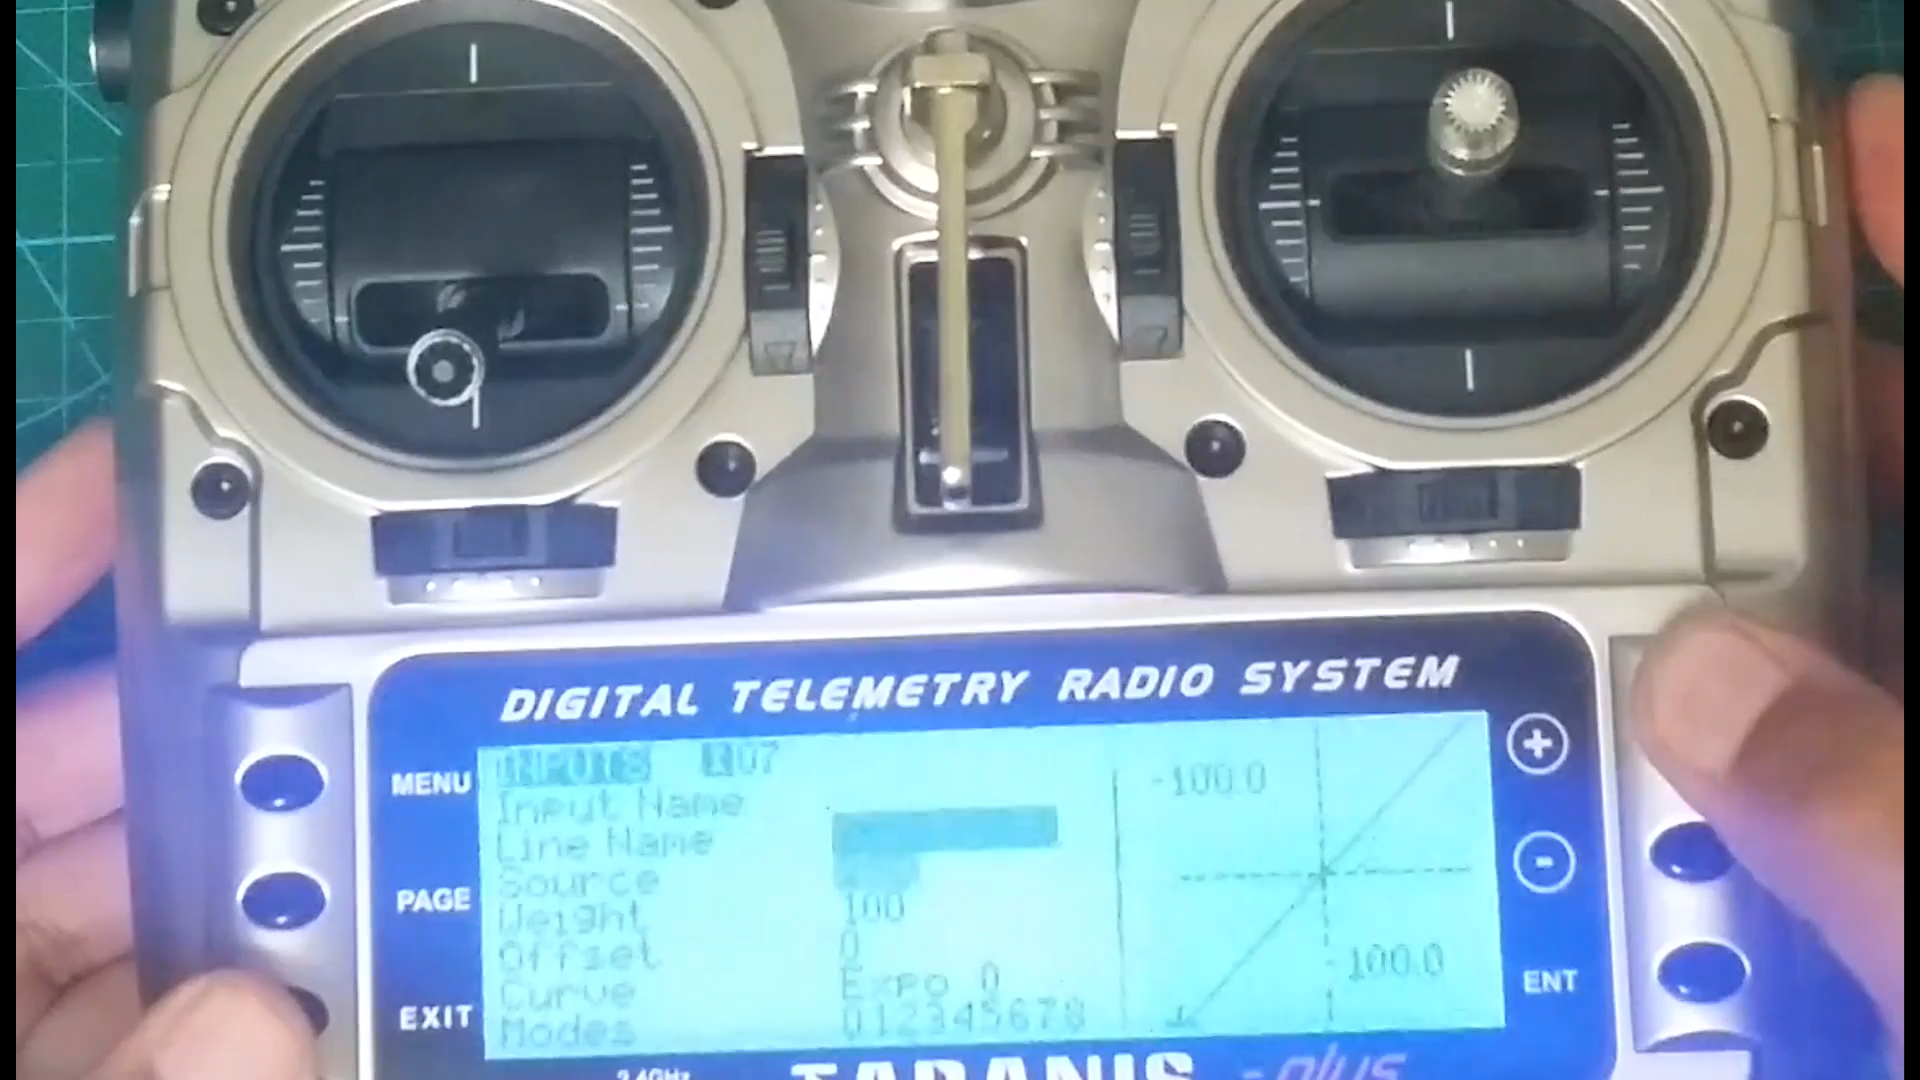 DIGITAL TELEMETRY RADIO SYSTEM
MENU
PAGE
EXIT
INPUTS I07
Input Name
Line Name
Source
Weight 100
Offset 0
Curve Expo 0
Modes 012345678
-100.0
-100.0
+
-
ENT
2.4GHz
TARANIS -plus